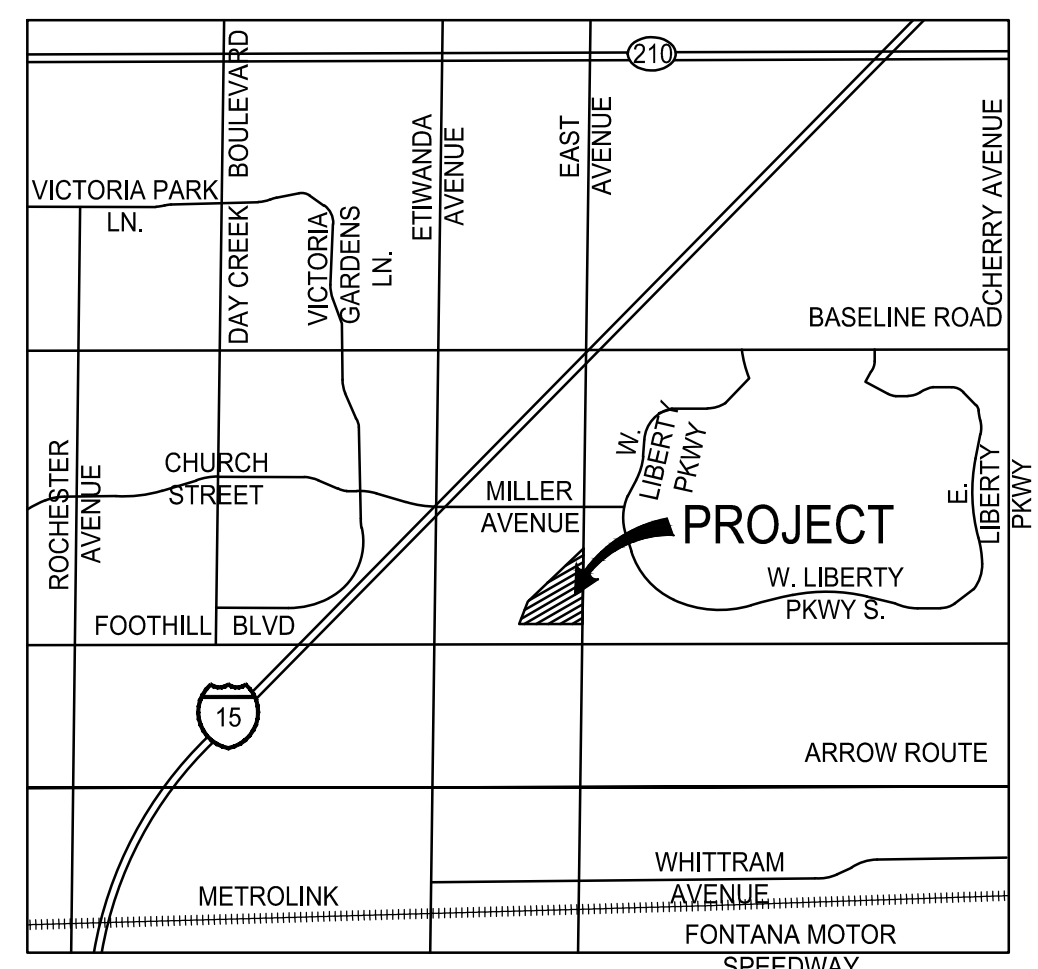 210
BOULEVARD
DAY CREEK
ETIWANDA
AVENUE
EAST
AVENUE
CHERRY AVENUE
VICTORIA PARK
LN.
VICTORIA
GARDENS
LN.
BASELINE ROAD
ROCHESTER
AVENUE
CHURCH
STREET
MILLER
AVENUE
W.
LIBERTY
PKWY
E.
LIBERTY
PKWY
PROJECT
W. LIBERTY
PKWY S.
FOOTHILL BLVD
15
ARROW ROUTE
WHITTRAM
AVENUE
METROLINK
FONTANA MOTOR
SPEEDWAY